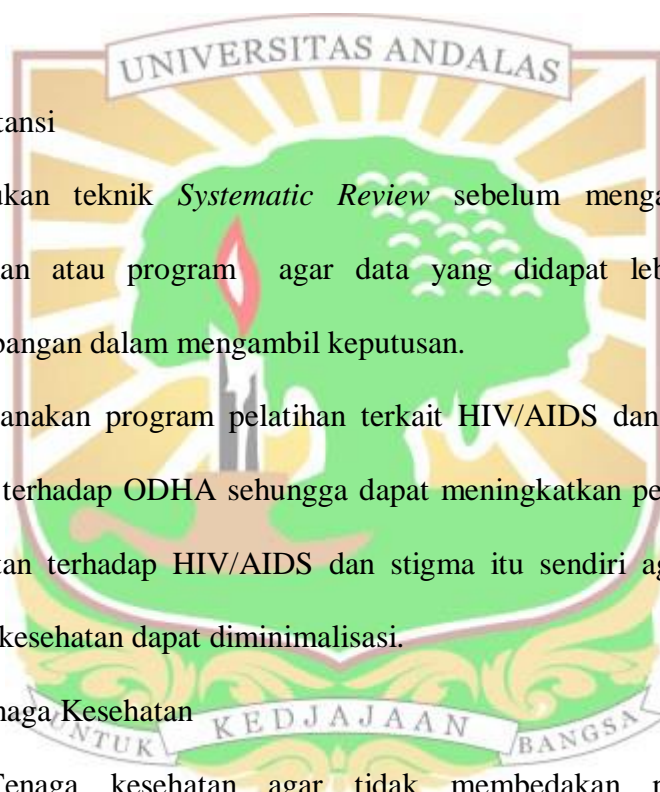 UNIVERSITAS ANDALAS
tansi
ukan teknik Systematic Review sebelum menga
an atau program agar data yang didapat leb
bangan dalam mengambil keputusan.
anakan program pelatihan terkait HIV/AIDS dan
terhadap ODHA sehungga dapat meningkatkan pe
tan terhadap HIV/AIDS dan stigma itu sendiri ag
kesehatan dapat diminimalisasi.
naga Kesehatan
UNTUK KEDJAJAAN BANGSA
Tenaga kesehatan agar tidak membedakan